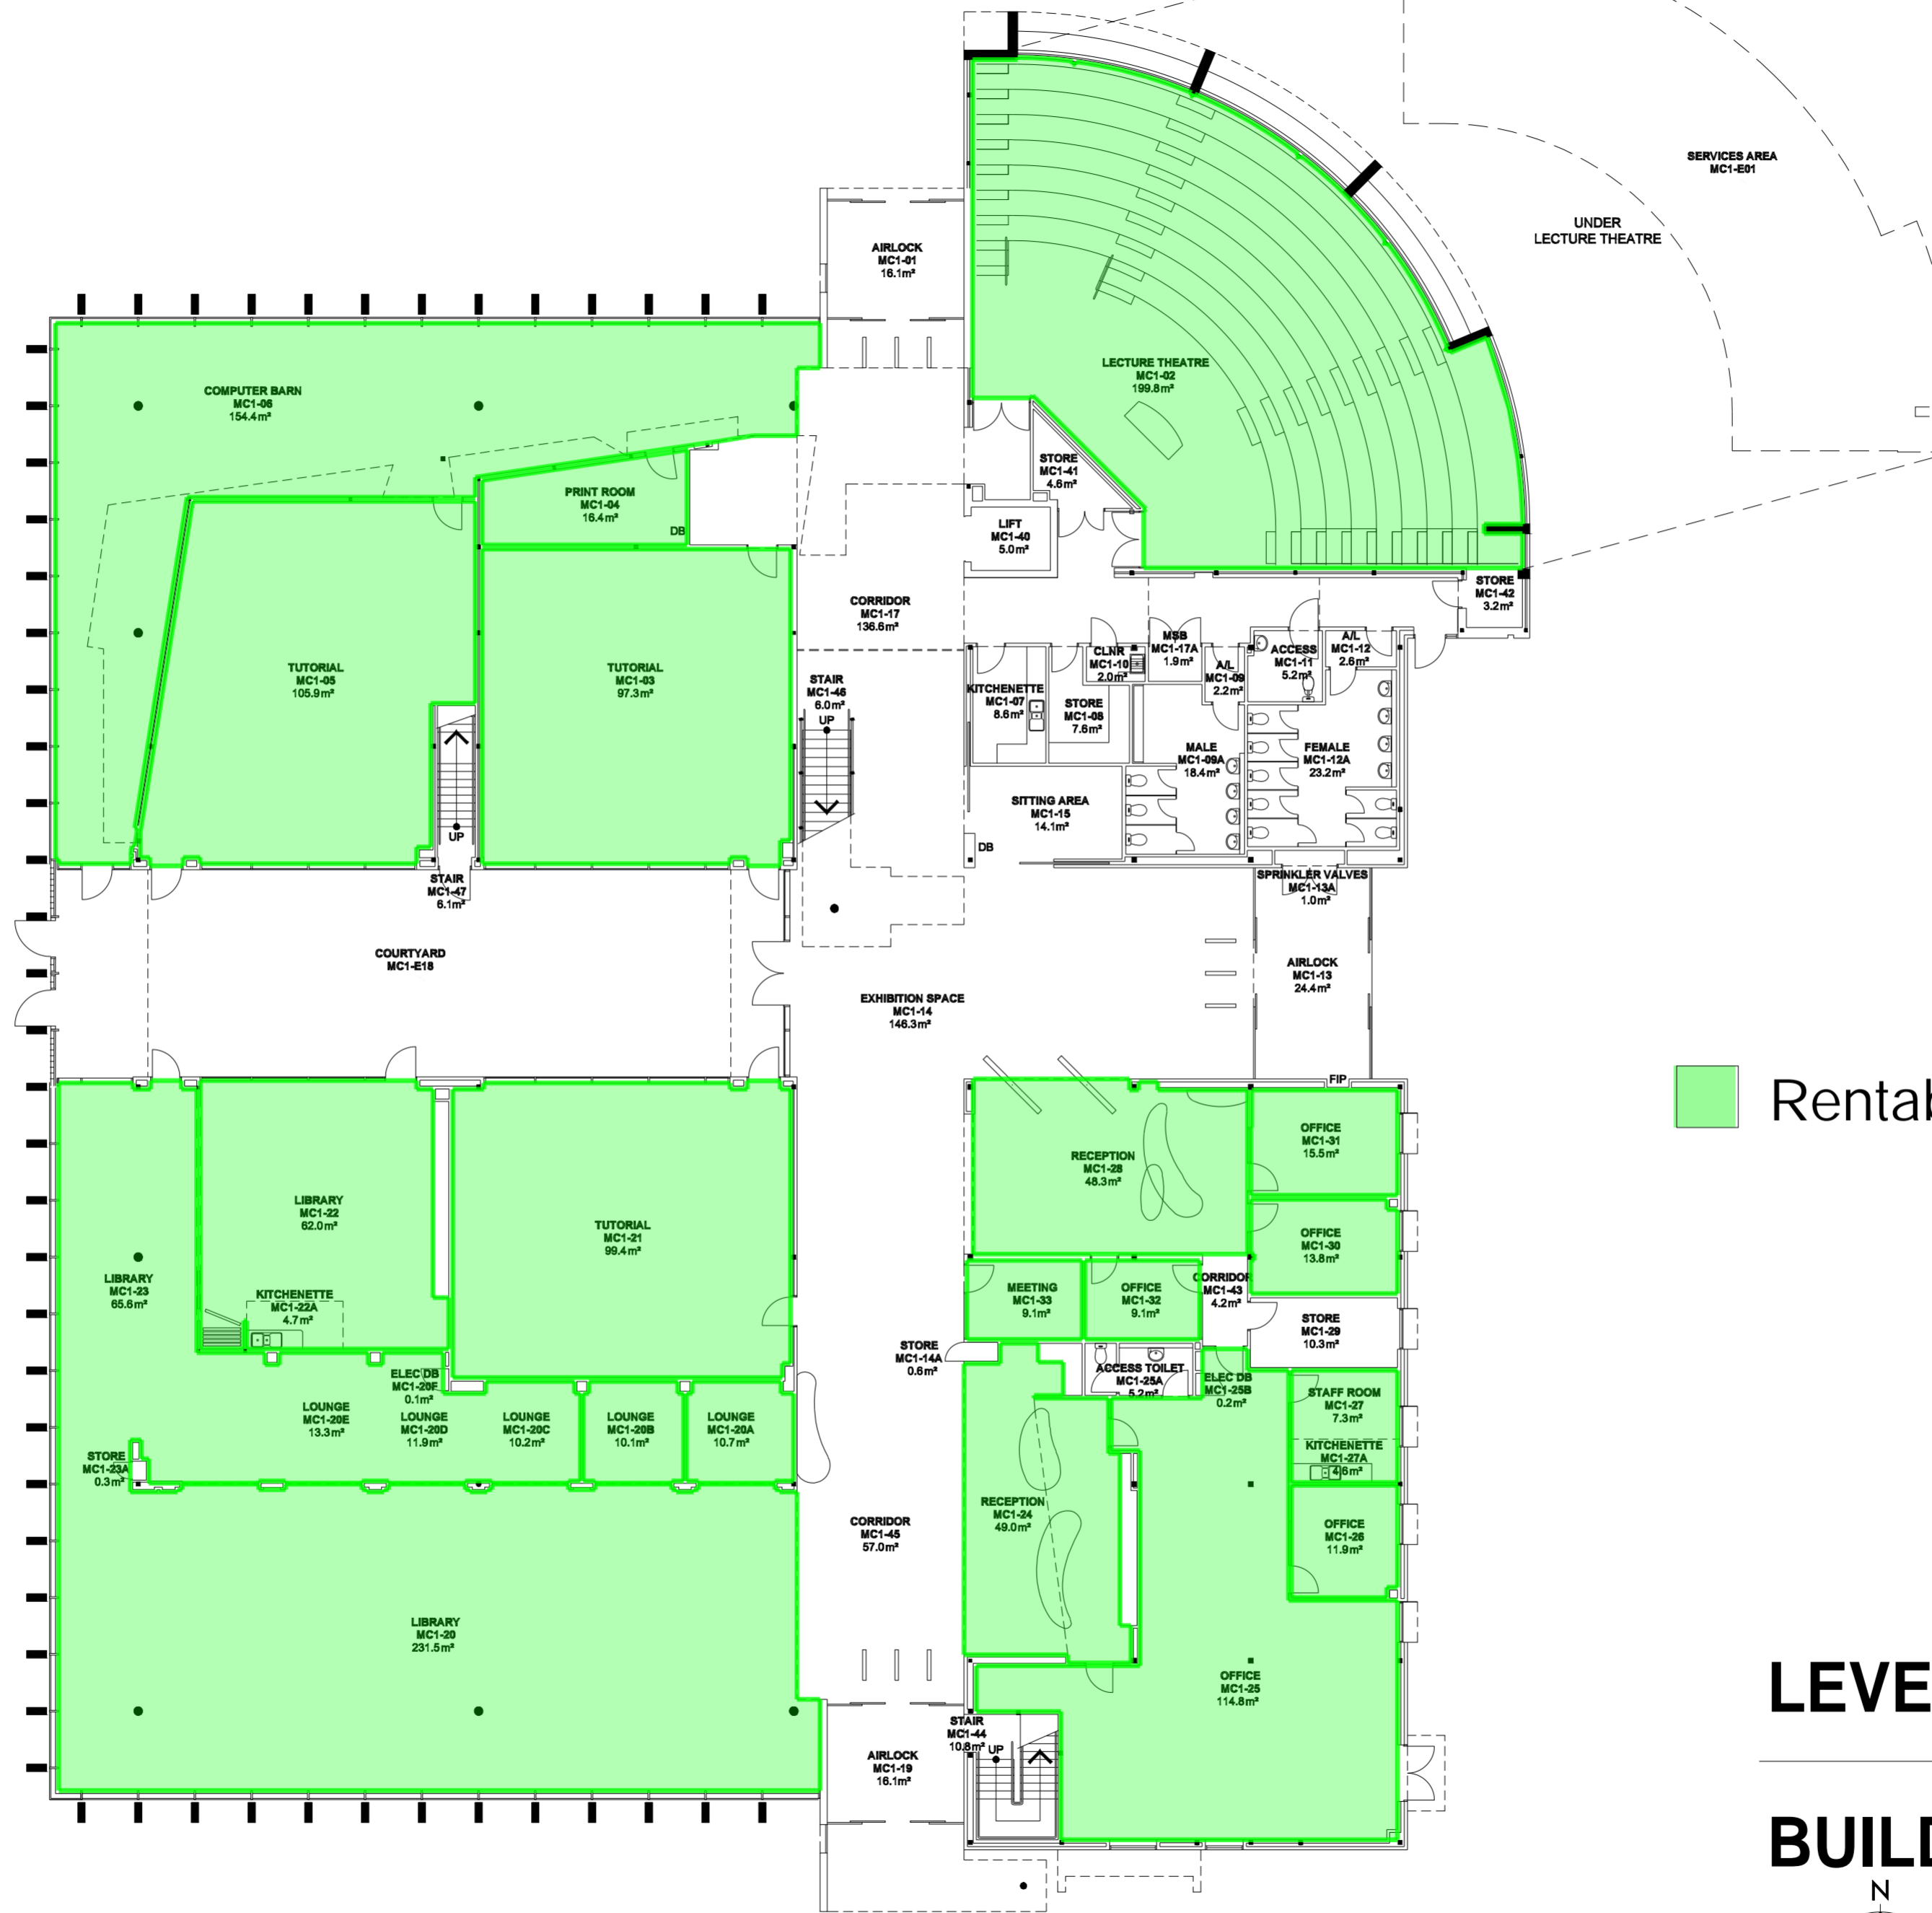 SERVICES AREA
MC1-E01
UNDER
LECTURE THEATRE
AIRLOCK
MC1-01
16.1m²
LECTURE THEATRE
MC1-02
199.8m²
COMPUTER BARN
MC1-06
154.4m²
STORE
MC1-41
4.6m²
PRINT ROOM
MC1-04
16.4m²
DB
LIFT
MC1-40
5.0m²
STORE
MC1-42
3.2m²
CORRIDOR
MC1-17
136.6m²
TUTORIAL
MC1-05
105.9m²
TUTORIAL
MC1-03
97.3m²
STAIR
MC1-46
6.0m²
UP
CLNR
MC1-10
2.0m²
MSB
MC1-17A
1.9m²
A/L
MC1-09
2.2m²
ACCESS
MC1-11
5.2m²
A/L
MC1-12
2.6m²
KITCHENETTE
MC1-07
8.6m²
STORE
MC1-08
7.6m²
MALE
MC1-09A
18.4m²
FEMALE
MC1-12A
23.2m²
SITTING AREA
MC1-15
14.1m²
DB
UP
STAIR
MC1-47
6.1m²
SPRINKLER VALVES
MC1-13A
1.0m²
COURTYARD
MC1-E18
AIRLOCK
MC1-13
24.4m²
EXHIBITION SPACE
MC1-14
146.3m²
FIP
Rentab
OFFICE
MC1-31
15.5m²
RECEPTION
MC1-28
48.3m²
LIBRARY
MC1-22
62.0m²
TUTORIAL
MC1-21
99.4m²
OFFICE
MC1-30
13.8m²
LIBRARY
MC1-23
65.6m²
KITCHENETTE
MC1-22A
4.7m²
MEETING
MC1-33
9.1m²
OFFICE
MC1-32
9.1m²
CORRIDOR
MC1-43
4.2m²
STORE
MC1-29
10.3m²
STORE
MC1-14A
0.6m²
ACCESS TOILET
MC1-25A
5.2m²
ELEC DB
MC1-25B
0.2m²
ELEC DB
MC1-20F
0.1m²
STAFF ROOM
MC1-27
7.3m²
LOUNGE
MC1-20E
13.3m²
LOUNGE
MC1-20D
11.9m²
LOUNGE
MC1-20C
10.2m²
LOUNGE
MC1-20B
10.1m²
LOUNGE
MC1-20A
10.7m²
STORE
MC1-23A
0.3m²
KITCHENETTE
MC1-27A
4.6m²
RECEPTION
MC1-24
49.0m²
CORRIDOR
MC1-45
57.0m²
OFFICE
MC1-26
11.9m²
LIBRARY
MC1-20
231.5m²
OFFICE
MC1-25
114.8m²
LEVE
STAIR
MC1-44
10.8m²
UP
AIRLOCK
MC1-19
16.1m²
BUILD
N